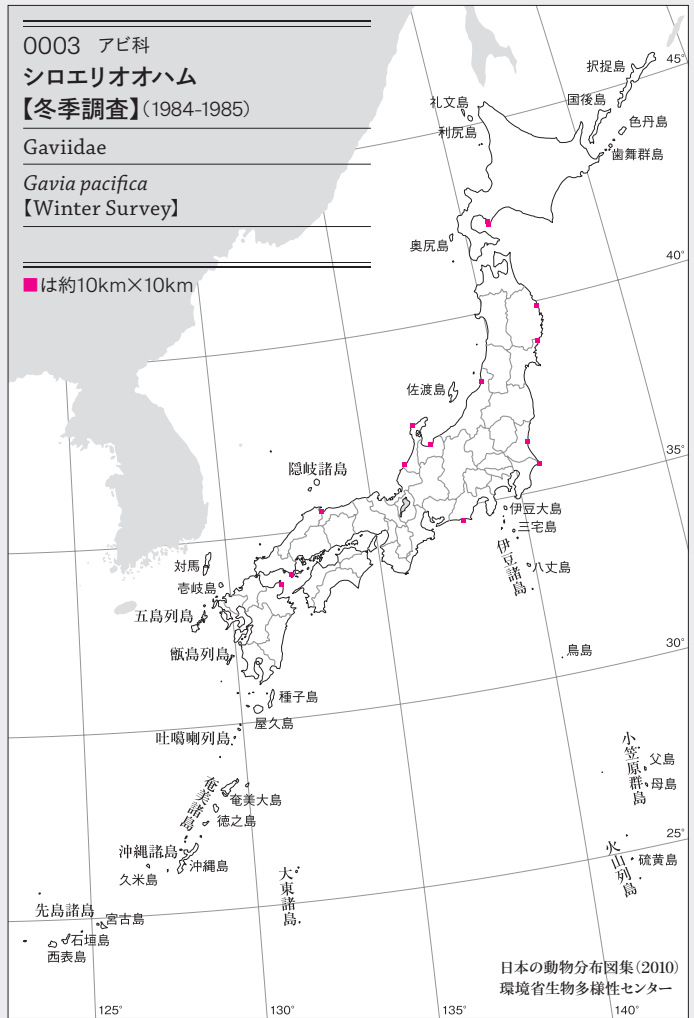 0003 アビ科
シロエリオオハム
【冬季調査】(1984-1985)
Gaviidae
Gavia pacifica
【Winter Survey】
■は約10km×10km
択捉島
45°
国後島
礼文島
色丹島
利尻島
歯舞群島
奥尻島
40°
佐渡島
35°
隠岐諸島
伊豆大島
三宅島
伊豆諸島
八丈島
対馬
壱岐島
五島列島
甑島列島
鳥島
30°
種子島
屋久島
吐噶喇列島
小笠原群島
父島
母島
奄美諸島
奄美大島
徳之島
25°
沖縄諸島
沖縄島
久米島
火山列島
硫黄島
大東諸島
先島諸島
宮古島
石垣島
西表島
日本の動物分布図集(2010)
環境省生物多様性センター
125°
130°
135°
140°